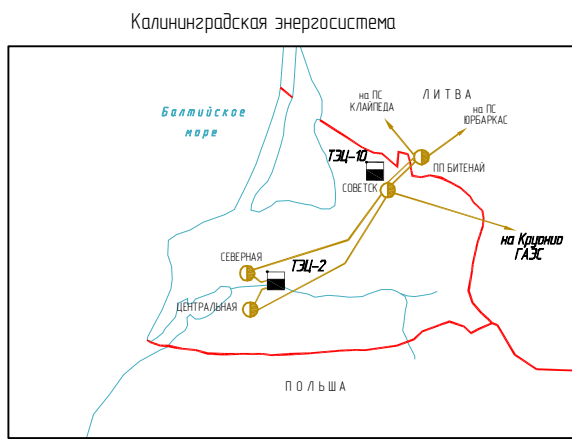 Калининградская энергосистема
Балтийское
море
на ПС
КЛАЙПЕДА
ЛИТВА
на ПС
ЮРБАРКАС
ТЭЦ-10
ПП БИТЕНАЙ
СОВЕТСК
на Круонио
ГАЭС
СЕВЕРНАЯ
ТЭЦ-2
ЦЕНТРАЛЬНАЯ
ПОЛЬША